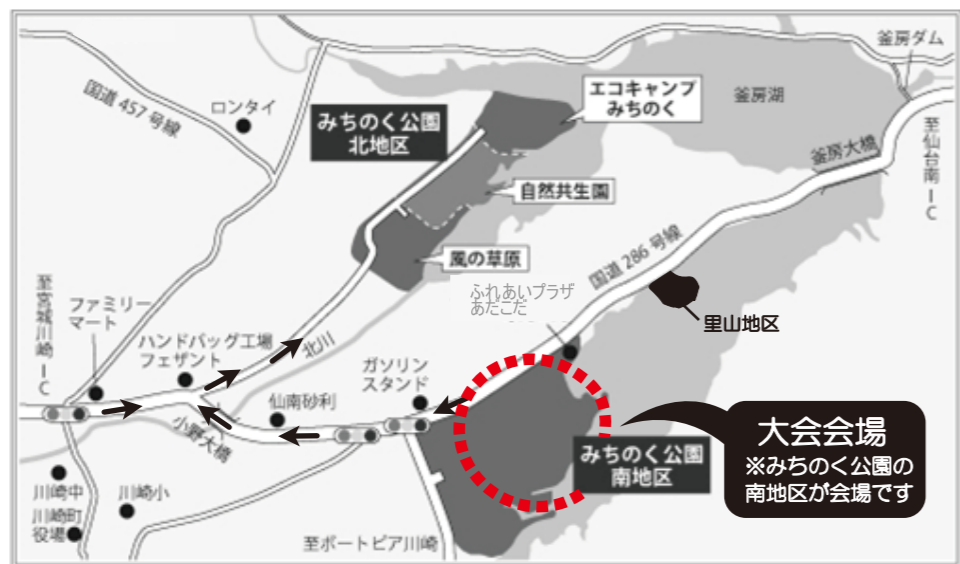 釜房ダム
国道457号線
ロンタイ
エコキャンプ
みちのく
釜房湖
みちのく公園
北地区
釜房大橋
至仙台南IC
自然共生園
国道286号線
風の草原
ふれあいプラザ
あだこだ
至宮城川崎IC
ファミリー
マート
里山地区
ハンドバッグ工場
フェザント
北川
ガソリン
スタンド
仙南砂利
小野大橋
大会会場
※みちのく公園の
南地区が会場です
みちのく公園
南地区
川崎中
川崎小
川崎町
役場
至ボートピア川崎